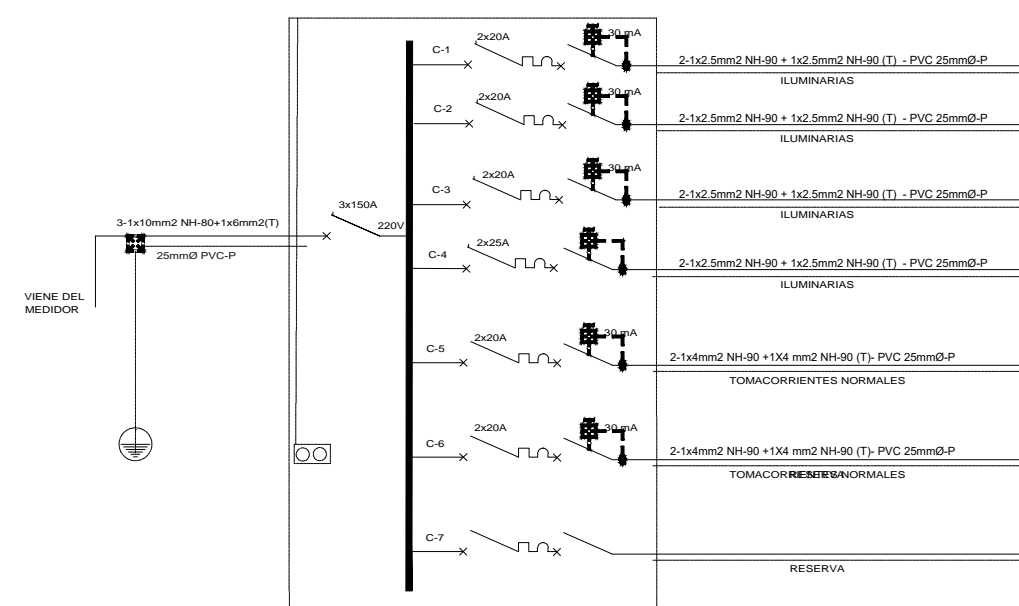 C-1
2x20A
30 mA
2-1x2.5mm2 NH-90 + 1x2.5mm2 NH-90 (T) - PVC 25mmØ-P
ILUMINARIAS
C-2
2x20A
30 mA
2-1x2.5mm2 NH-90 + 1x2.5mm2 NH-90 (T) - PVC 25mmØ-P
ILUMINARIAS
C-3
2x20A
30 mA
2-1x2.5mm2 NH-90 + 1x2.5mm2 NH-90 (T) - PVC 25mmØ-P
ILUMINARIAS
3x150A
220V
3-1x10mm2 NH-80+1x6mm2(T)
25mmØ PVC-P
VIENE DEL
MEDIDOR
C-4
2x25A
30 mA
2-1x2.5mm2 NH-90 + 1x2.5mm2 NH-90 (T) - PVC 25mmØ-P
ILUMINARIAS
C-5
2x20A
30 mA
2-1x4mm2 NH-90 +1X4 mm2 NH-90 (T)- PVC 25mmØ-P
TOMACORRIENTES NORMALES
C-6
2x20A
30 mA
2-1x4mm2 NH-90 +1X4 mm2 NH-90 (T)- PVC 25mmØ-P
TOMACORRIENTES NORMALES
RESERVA
C-7
RESERVA